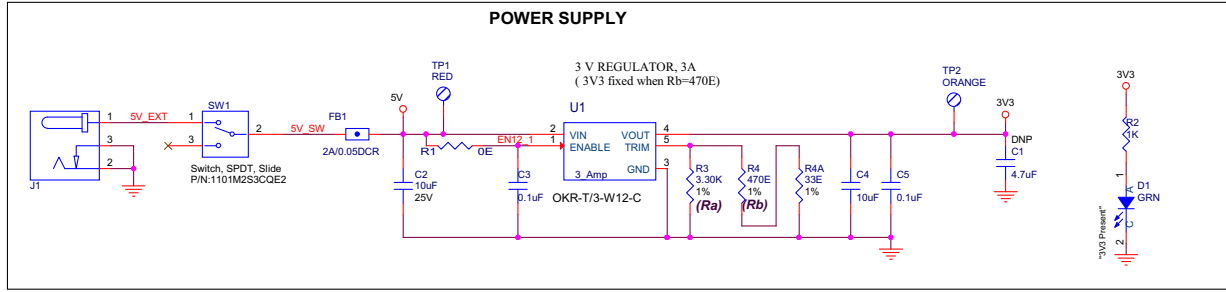 POWER SUPPLY
J1
1
3
2
5V_EXT
SW1
1
3
2
Switch, SPDT, Slide
P/N:1101M2S3CQE2
5V_SW
FB1
2A/0.05DCR
5V
TP1
RED
R1
0E
EN12_1
C2
10uF
25V
C3
0.1uF
3 V REGULATOR, 3A
( 3V3 fixed when Rb=470E)
U1
2
1
VIN
ENABLE
VOUT
TRIM
GND
4
5
3
3_Amp
OKR-T/3-W12-C
R3
3.30K
1%
(Ra)
R4
470E
1%
(Rb)
R4A
33E
1%
C4
10uF
C5
0.1uF
TP2
ORANGE
3V3
DNP
C1
4.7uF
3V3
R2
1K
1
A
D1
GRN
C
2
"3V3 Present"